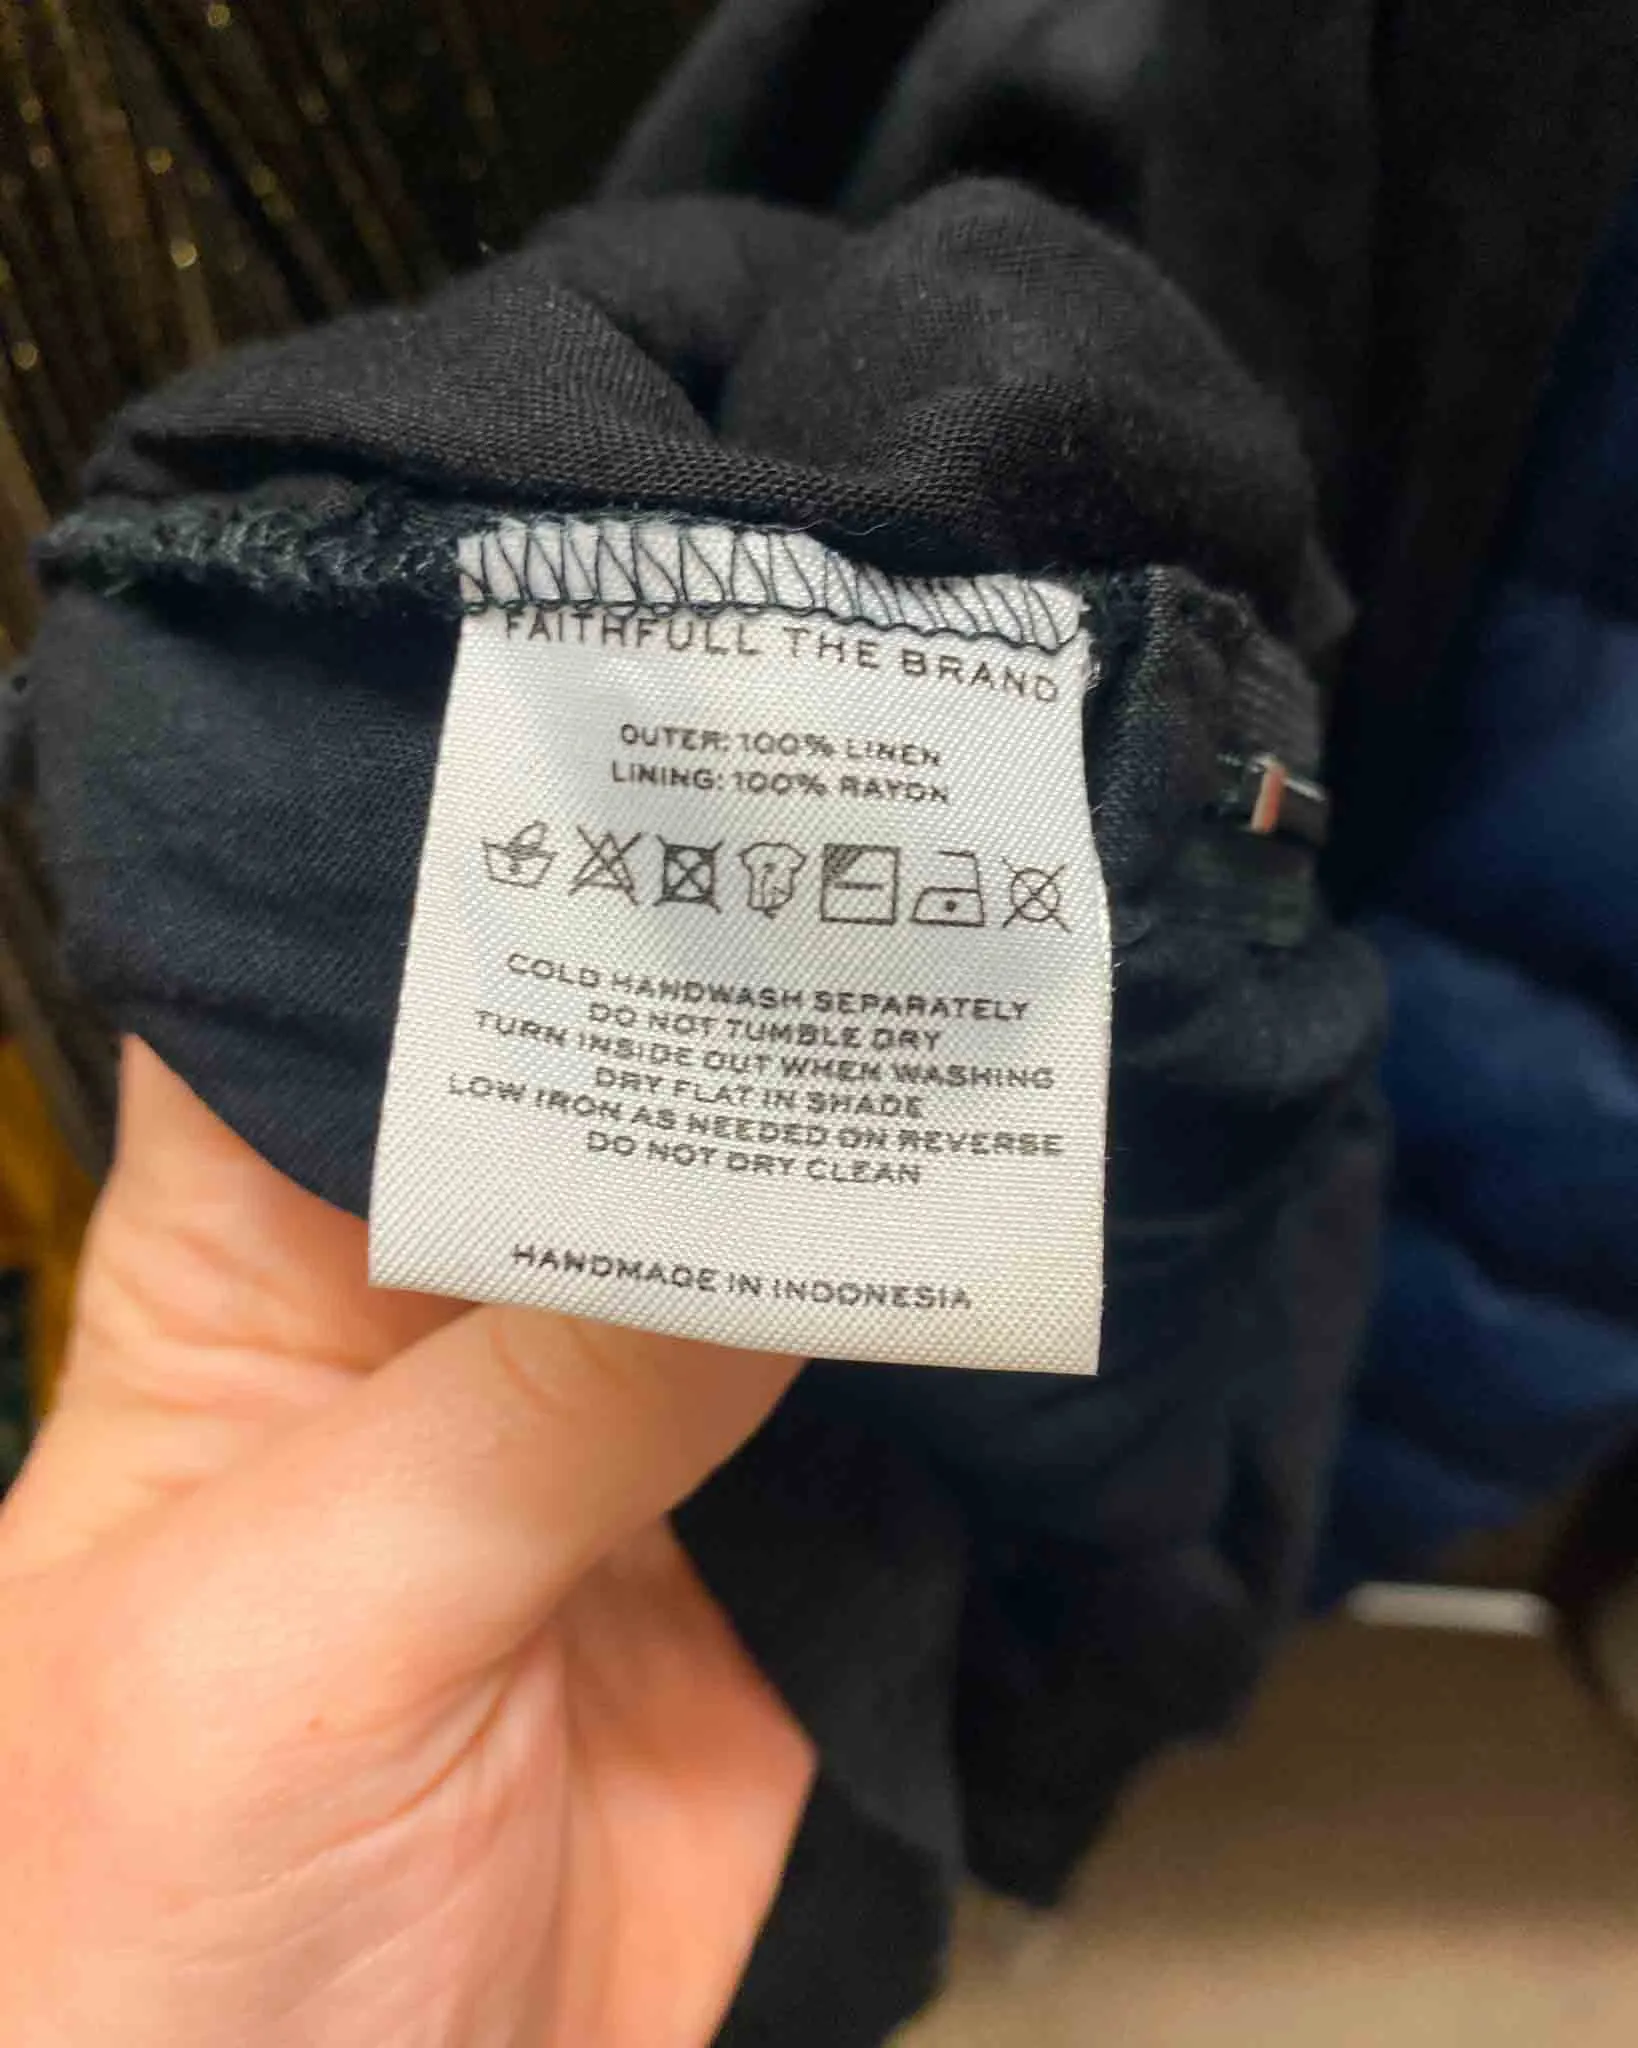 FAITHFULL THE BRAND
OUTER: 100% LINEN
LINING: 100% RAYON
COLD HANDWASH SEPARATELY
DO NOT TUMBLE DRY
TURN INSIDE OUT WHEN WASHING
DRY FLAT IN SHADE
LOW IRON AS NEEDED ON REVERSE
DO NOT DRY CLEAN
HANDMADE IN INDONESIA